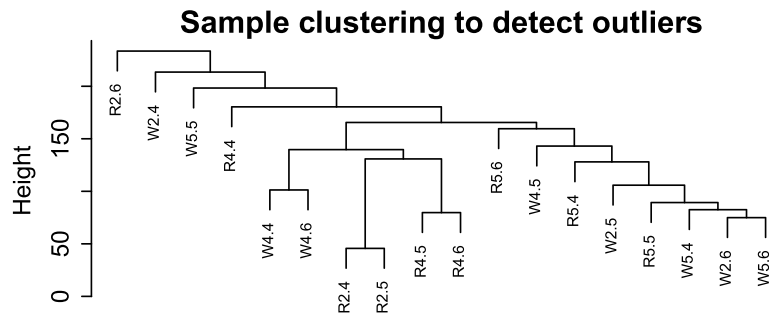 Sample clustering to detect outliers
Height
150
50
0
R2.6
W2.4
W5.5
R4.4
W4.4
W4.6
R2.4
R2.5
R4.5
R4.6
R5.6
W4.5
R5.4
W2.5
R5.5
W5.4
W2.6
W5.6